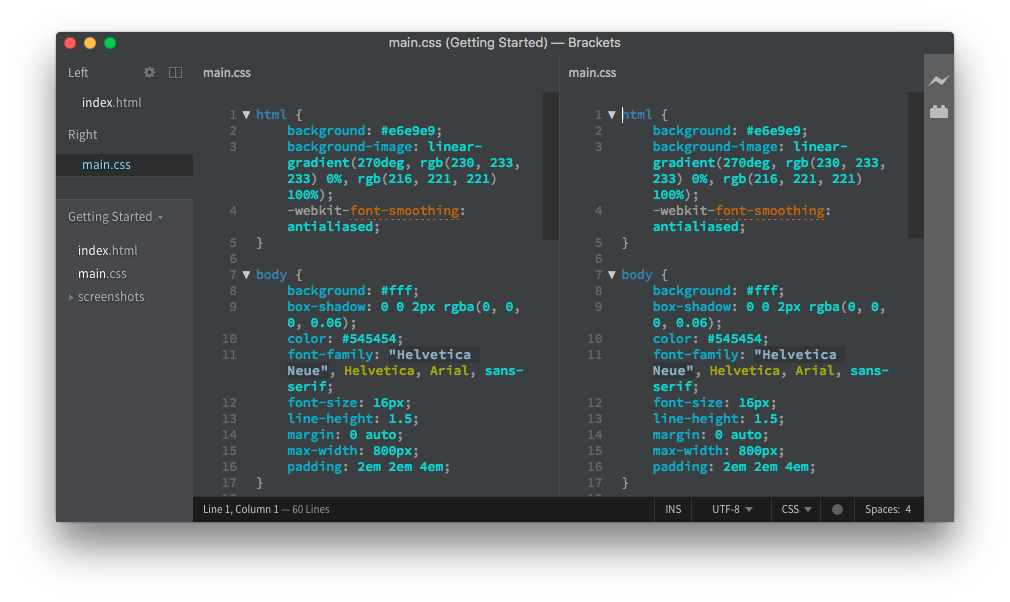 main.css (Getting Started) — Brackets
Left
index.html
Right
main.css
Getting Started
index.html
main.css
screenshots
main.css
1 html {
2 background: #e6e9e9;
3 background-image: linear-
gradient(270deg, rgb(230, 233,
233) 0%, rgb(216, 221, 221)
100%);
4 -webkit-font-smoothing:
antialiased;
5 }
6
7 body {
8 background: #fff;
9 box-shadow: 0 0 2px rgba(0, 0,
0, 0.06);
10 color: #545454;
11 font-family: "Helvetica
Neue", Helvetica, Arial, sans-
serif;
12 font-size: 16px;
13 line-height: 1.5;
14 margin: 0 auto;
15 max-width: 800px;
16 padding: 2em 2em 4em;
17 }
main.css
1 html {
2 background: #e6e9e9;
3 background-image: linear-
gradient(270deg, rgb(230, 233,
233) 0%, rgb(216, 221, 221)
100%);
4 -webkit-font-smoothing:
antialiased;
5 }
6
7 body {
8 background: #fff;
9 box-shadow: 0 0 2px rgba(0, 0,
0, 0.06);
10 color: #545454;
11 font-family: "Helvetica
Neue", Helvetica, Arial, sans-
serif;
12 font-size: 16px;
13 line-height: 1.5;
14 margin: 0 auto;
15 max-width: 800px;
16 padding: 2em 2em 4em;
17 }
Line 1, Column 1 — 60 Lines INS UTF-8 CSS Spaces: 4